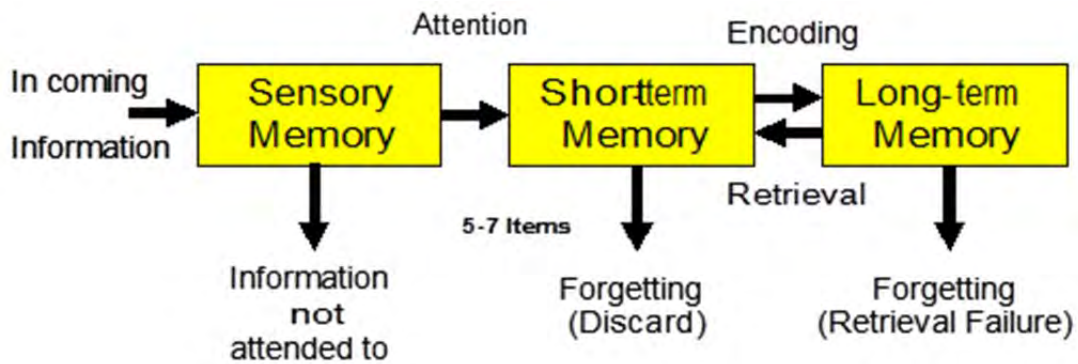 Attention
Encoding
In coming
Information
Sensory
Memory
Short-term
Memory
Long-term
Memory
Retrieval
5-7 Items
Information
not
attended to
Forgetting
(Discard)
Forgetting
(Retrieval Failure)